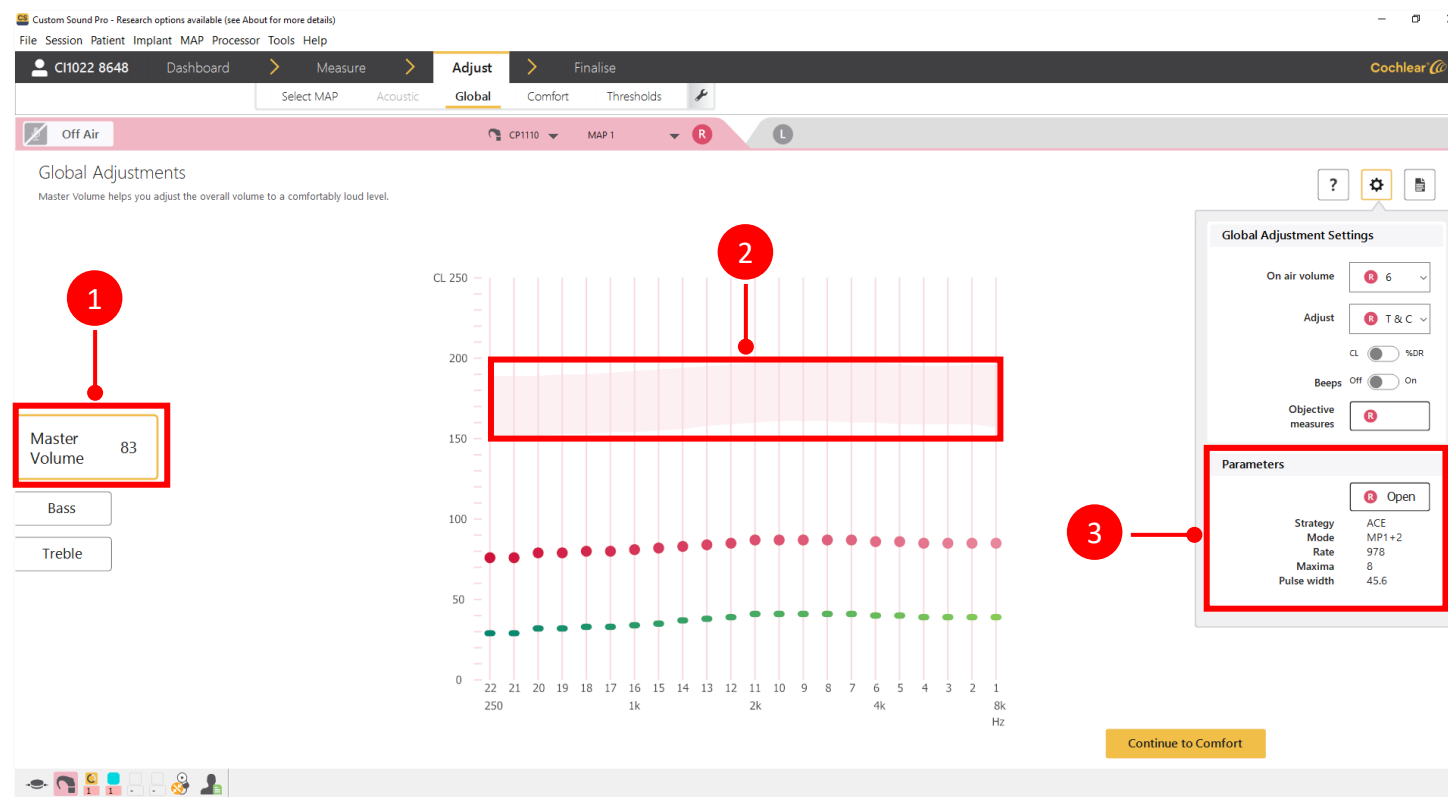 Custom Sound Pro - Research options available (see About for more details)
File Session Patient Implant MAP Processor Tools Help
CI1022 8648 Dashboard Measure Adjust Finalise Cochlear
Select MAP Acoustic Global Comfort Thresholds
Off Air CP1110 MAP 1 R L
Global Adjustments
Master Volume helps you adjust the overall volume to a comfortably loud level.
?
Global Adjustment Settings
On air volume R 6
Adjust R T & C
CL %DR
Beeps Off On
Objective measures R
Parameters
R Open
Strategy ACE
Mode MP1+2
Rate 978
Maxima 8
Pulse width 45.6
1
2
3
Master
Volume 83
Bass
Treble
CL 250
200
150
100
50
0
22 21 20 19 18 17 16 15 14 13 12 11 10 9 8 7 6 5 4 3 2 1
250 1k 2k 4k 8k
Hz
Continue to Comfort
C
1 1 - -